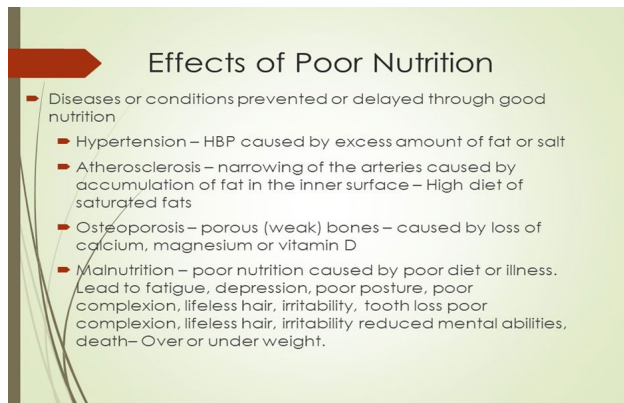 Effects of Poor Nutrition
Diseases or conditions prevented or delayed through good
nutrition
Hypertension – HBP caused by excess amount of fat or salt
Atherosclerosis – narrowing of the arteries caused by
accumulation of fat in the inner surface – High diet of
saturated fats
Osteoporosis – porous (weak) bones – caused by loss of
calcium, magnesium or vitamin D
Malnutrition – poor nutrition caused by poor diet or illness.
Lead to fatigue, depression, poor posture, poor
complexion, lifeless hair, irritability, tooth loss poor
complexion, lifeless hair, irritability reduced mental abilities,
death– Over or under weight.